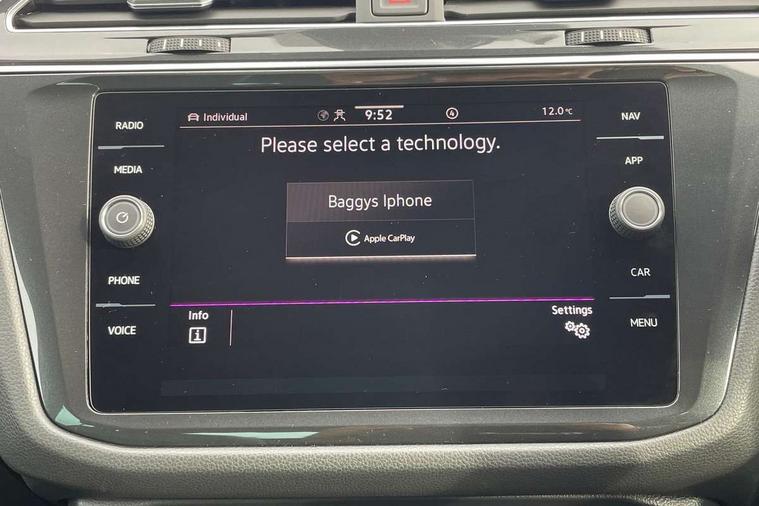 Individual 9:52 4 12.0°C
RADIO
MEDIA
PHONE
VOICE
Please select a technology.
Baggys Iphone
Apple CarPlay
Info
i
Settings
NAV
APP
CAR
MENU